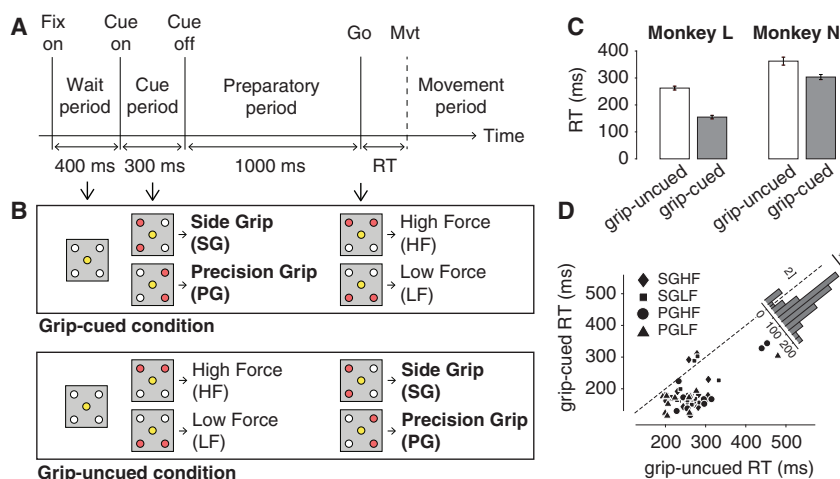 A
Fix on
Cue on
Cue off
Go
Mvt
Wait period
Cue period
Preparatory period
Movement period
Time
400 ms
300 ms
1000 ms
RT
B
Side Grip (SG)
High Force (HF)
Precision Grip (PG)
Low Force (LF)
Grip-cued condition
High Force (HF)
Side Grip (SG)
Low Force (LF)
Precision Grip (PG)
Grip-uncued condition
C
Monkey L
Monkey N
RT (ms)
400
300
200
100
0
grip-uncued
grip-cued
grip-uncued
grip-cued
D
SGHF
SGLF
PGHF
PGLF
21
0
100
200
grip-cued RT (ms)
500
400
300
200
200
300
400
500
grip-uncued RT (ms)